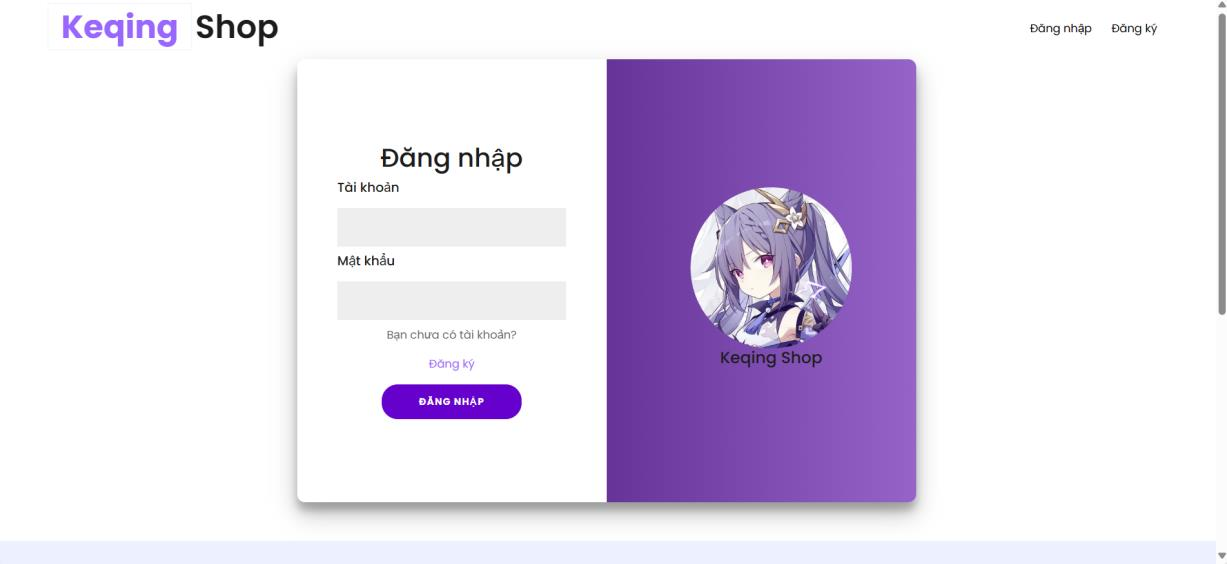 Keqing Shop
Đăng nhập Đăng ký
Đăng nhập
Tài khoản
Mật khẩu
Bạn chưa có tài khoản?
Đăng ký
ĐĂNG NHẬP
Keqing Shop